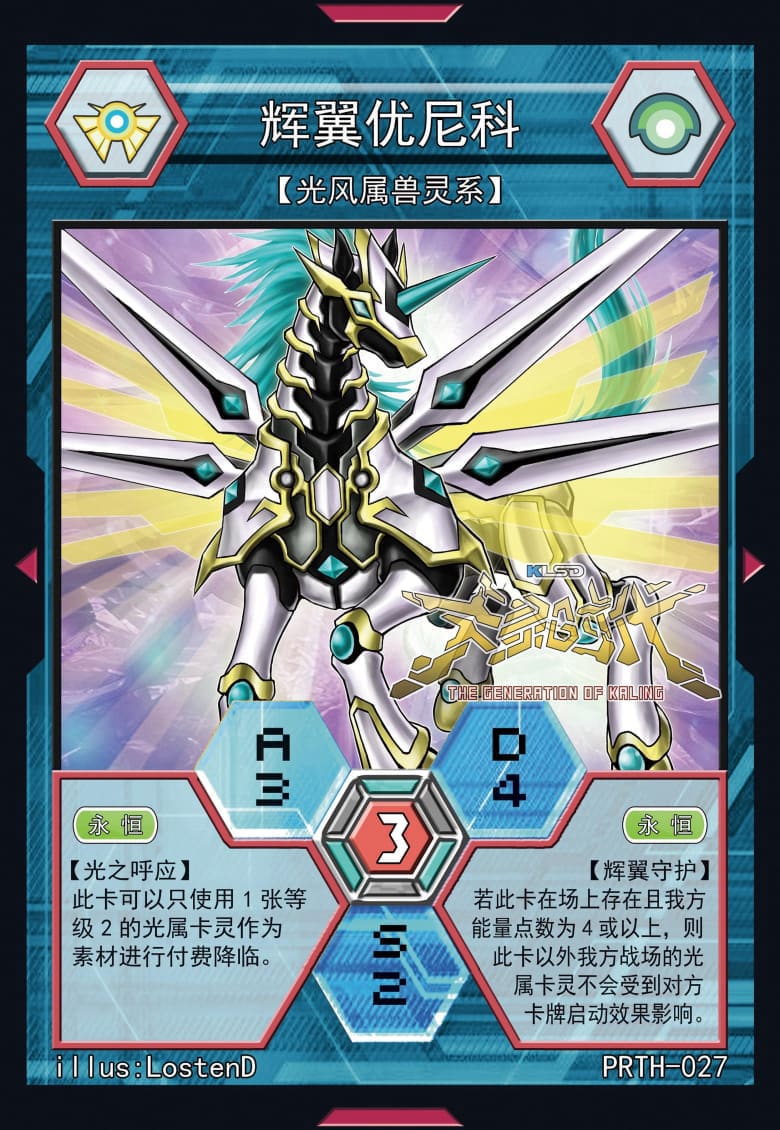 辉翼优尼科
【光风属兽灵系】
KLSD
卡灵时代
THE GENERATION OF KALING
A
3
D
4
3
S
2
永恒
【光之呼应】
此卡可以只使用1张等
级2的光属卡灵作为
素材进行付费降临。
永恒
【辉翼守护】
若此卡在场上存在且我方
能量点数为4或以上，则
此卡以外我方战场的光
属卡灵不会受到对方
卡牌启动效果影响。
illus:LostenD
PRTH-027